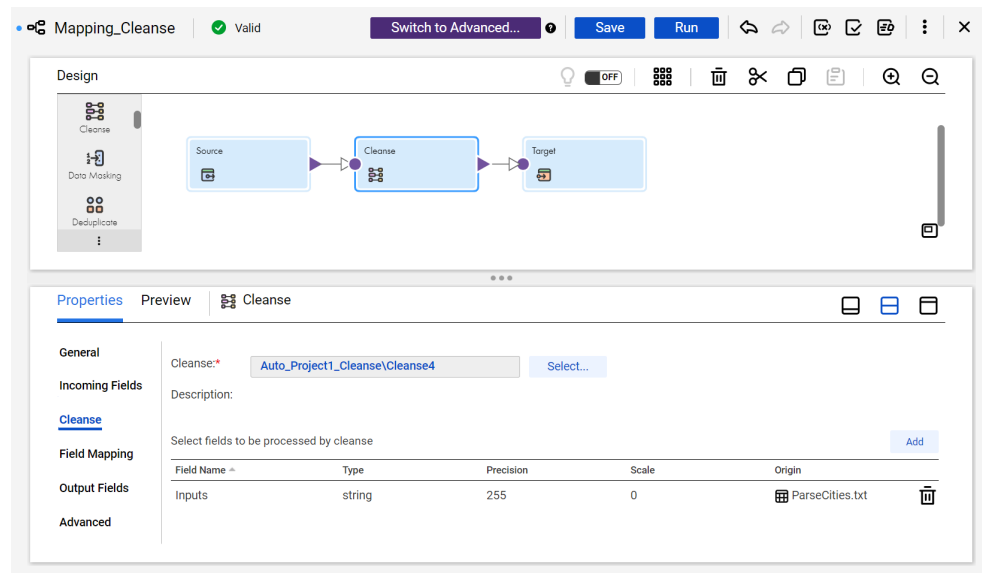 Mapping_Cleanse
Valid
Switch to Advanced...
?
Save
Run
Design
OFF
Cleanse
Data Masking
Deduplicate
Source
Cleanse
Target
Properties
Preview
Cleanse
General
Incoming Fields
Cleanse
Field Mapping
Output Fields
Advanced
Cleanse:*
Auto_Project1_Cleanse\Cleanse4
Select...
Description:
Select fields to be processed by cleanse
Add
Field Name Type Precision Scale Origin
Inputs string 255 0 ParseCities.txt